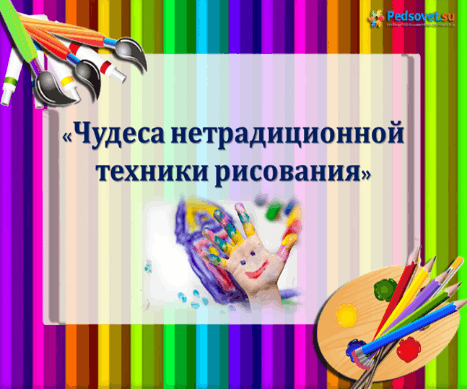 Pedsovet.su
«Чудеса нетрадиционной
техники рисования»